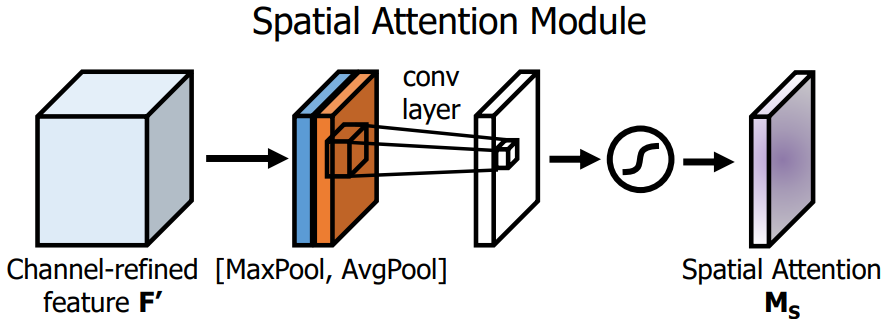 Spatial Attention Module
conv
layer
Channel-refined
feature F’
[MaxPool, AvgPool]
Spatial Attention
Mₛ